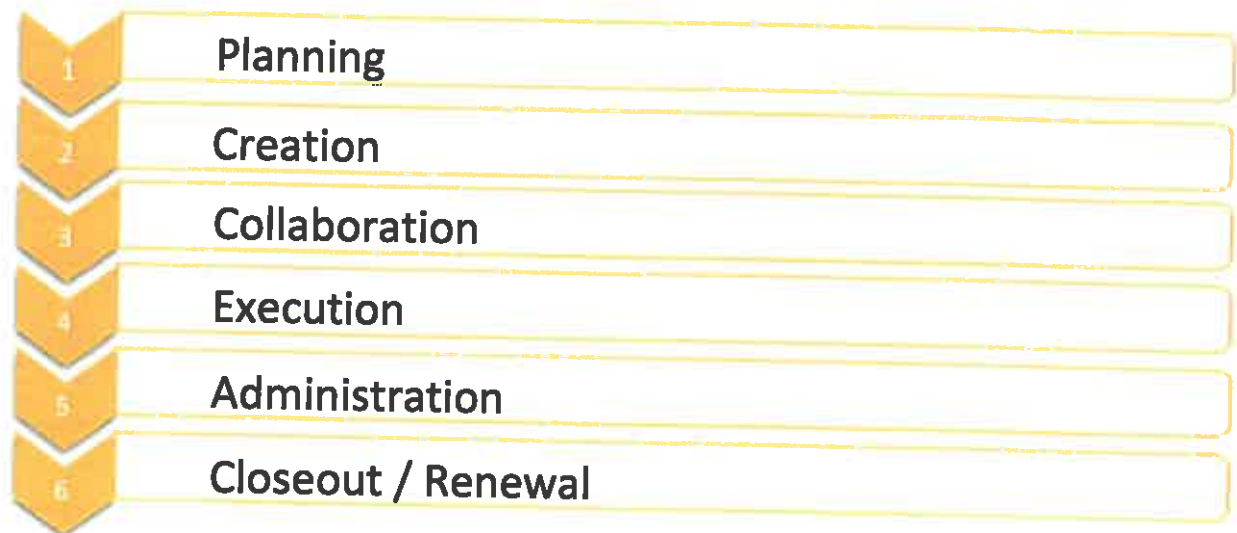 1 Planning
2 Creation
3 Collaboration
4 Execution
5 Administration
6 Closeout / Renewal